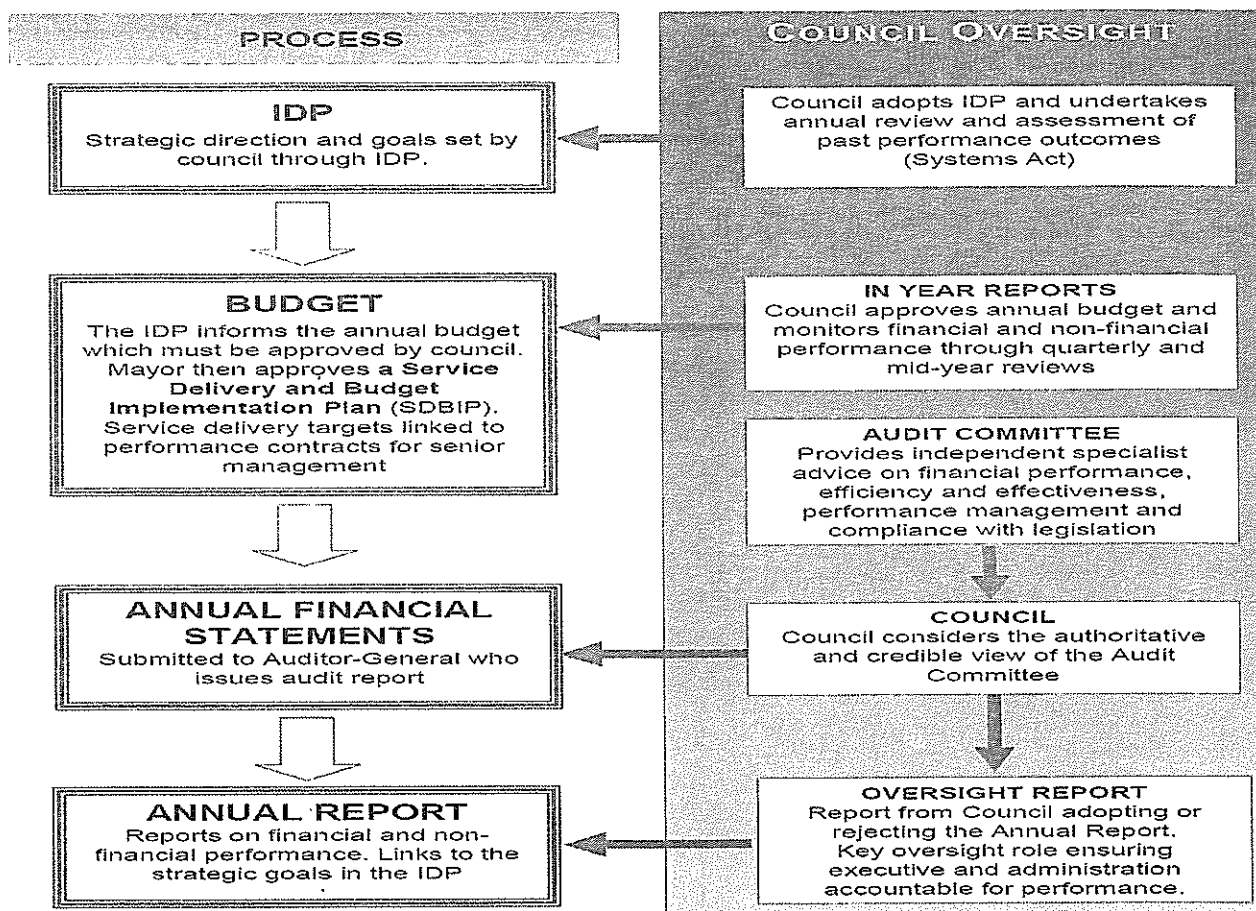 PROCESS
IDP
Strategic direction and goals set by
council through IDP.
BUDGET
The IDP informs the annual budget
which must be approved by council.
Mayor then approves a Service
Delivery and Budget
Implementation Plan (SDBIP).
Service delivery targets linked to
performance contracts for senior
management
ANNUAL FINANCIAL
STATEMENTS
Submitted to Auditor-General who
issues audit report
ANNUAL REPORT
Reports on financial and non-
financial performance. Links to the
strategic goals in the IDP
COUNCIL OVERSIGHT
Council adopts IDP and undertakes
annual review and assessment of
past performance outcomes
(Systems Act)
IN YEAR REPORTS
Council approves annual budget and
monitors financial and non-financial
performance through quarterly and
mid-year reviews
AUDIT COMMITTEE
Provides independent specialist
advice on financial performance,
efficiency and effectiveness,
performance management and
compliance with legislation
COUNCIL
Council considers the authoritative
and credible view of the Audit
Committee
OVERSIGHT REPORT
Report from Council adopting or
rejecting the Annual Report.
Key oversight role ensuring
executive and administration
accountable for performance.